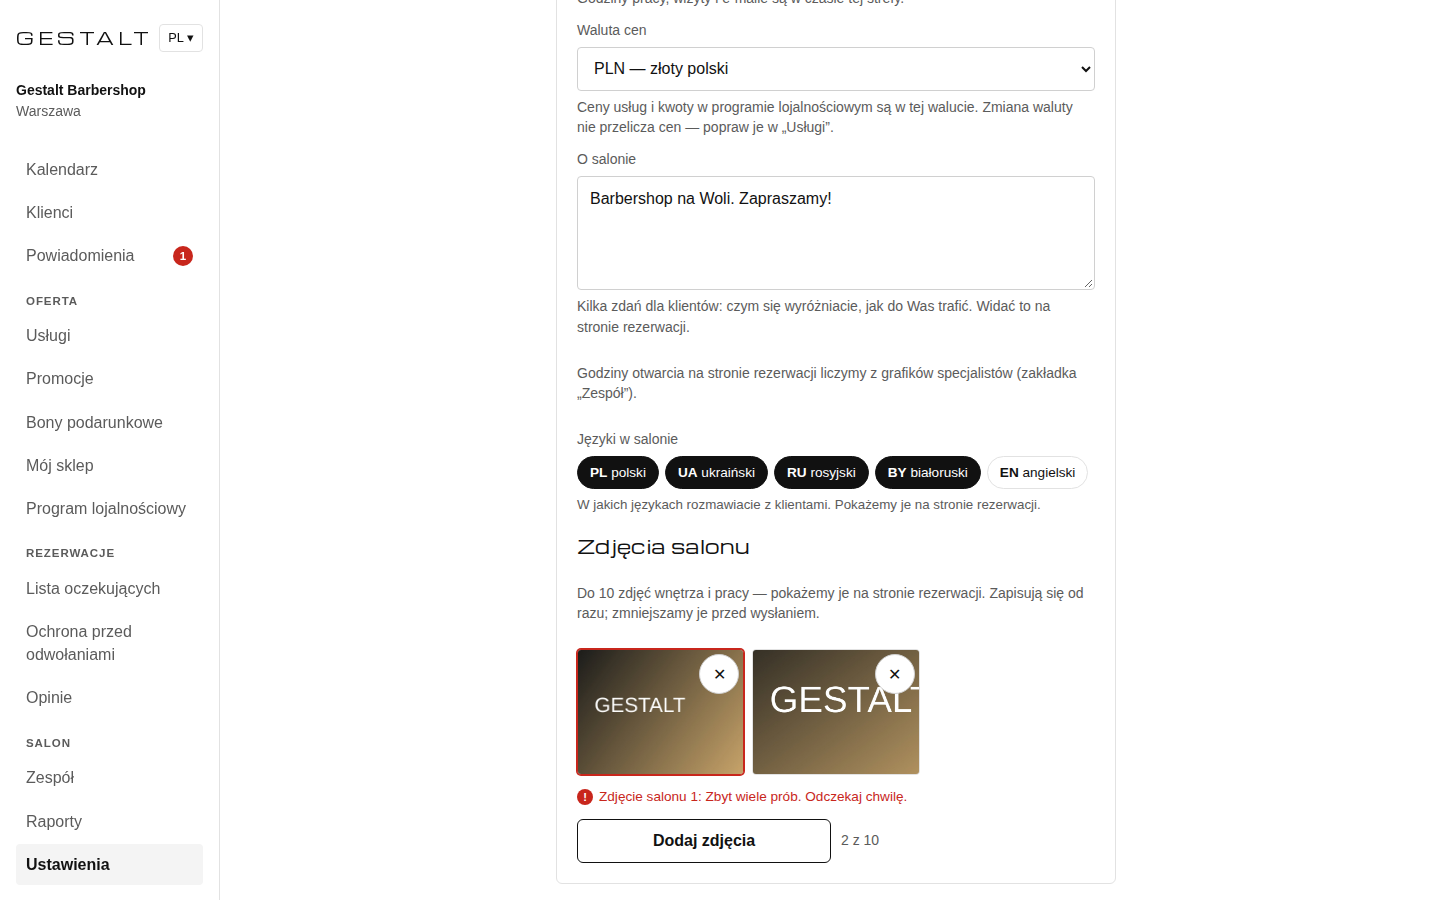 GESTALT
PL ▾
Gestalt Barbershop
Warszawa
Kalendarz
Klienci
Powiadomienia 1
OFERTA
Usługi
Promocje
Bony podarunkowe
Mój sklep
Program lojalnościowy
REZERWACJE
Lista oczekujących
Ochrona przed
odwołaniami
Opinie
SALON
Zespół
Raporty
Ustawienia
Waluta cen
PLN — złoty polski
Ceny usług i kwoty w programie lojalnościowym są w tej walucie. Zmiana waluty
nie przelicza cen — popraw je w „Usługi”.
O salonie
Barbershop na Woli. Zapraszamy!
Kilka zdań dla klientów: czym się wyróżniacie, jak do Was trafić. Widać to na
stronie rezerwacji.
Godziny otwarcia na stronie rezerwacji liczymy z grafików specjalistów (zakładka
„Zespół”).
Języki w salonie
PL polski UA ukraiński RU rosyjski BY białoruski EN angielski
W jakich językach rozmawiacie z klientami. Pokażemy je na stronie rezerwacji.
Zdjęcia salonu
Do 10 zdjęć wnętrza i pracy — pokażemy je na stronie rezerwacji. Zapisują się od
razu; zmniejszamy je przed wysłaniem.
GESTALT ✕
GESTALT ✕
! Zdjęcie salonu 1: Zbyt wiele prób. Odczekaj chwilę.
Dodaj zdjęcia 2 z 10